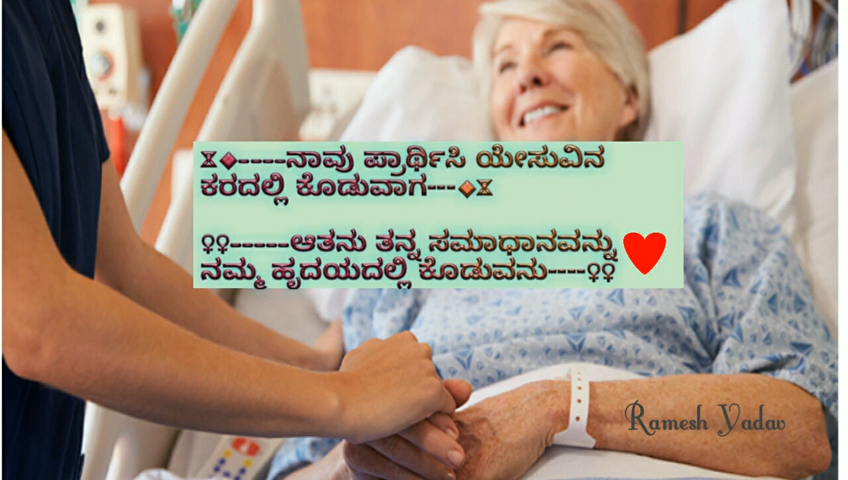 ⧖◆----ನಾವು ಪ್ರಾರ್ಥಿಸಿ ಯೇಸುವಿನ
ಕರದಲ್ಲಿ ಕೊಡುವಾಗ---◆⧖
♀♀------ಆತನು ತನ್ನ ಸಮಾಧಾನವನ್ನು
ನಮ್ಮ ಹೃದಯದಲ್ಲಿ ಕೊಡುವನು----♀♀
Ramesh Yadav